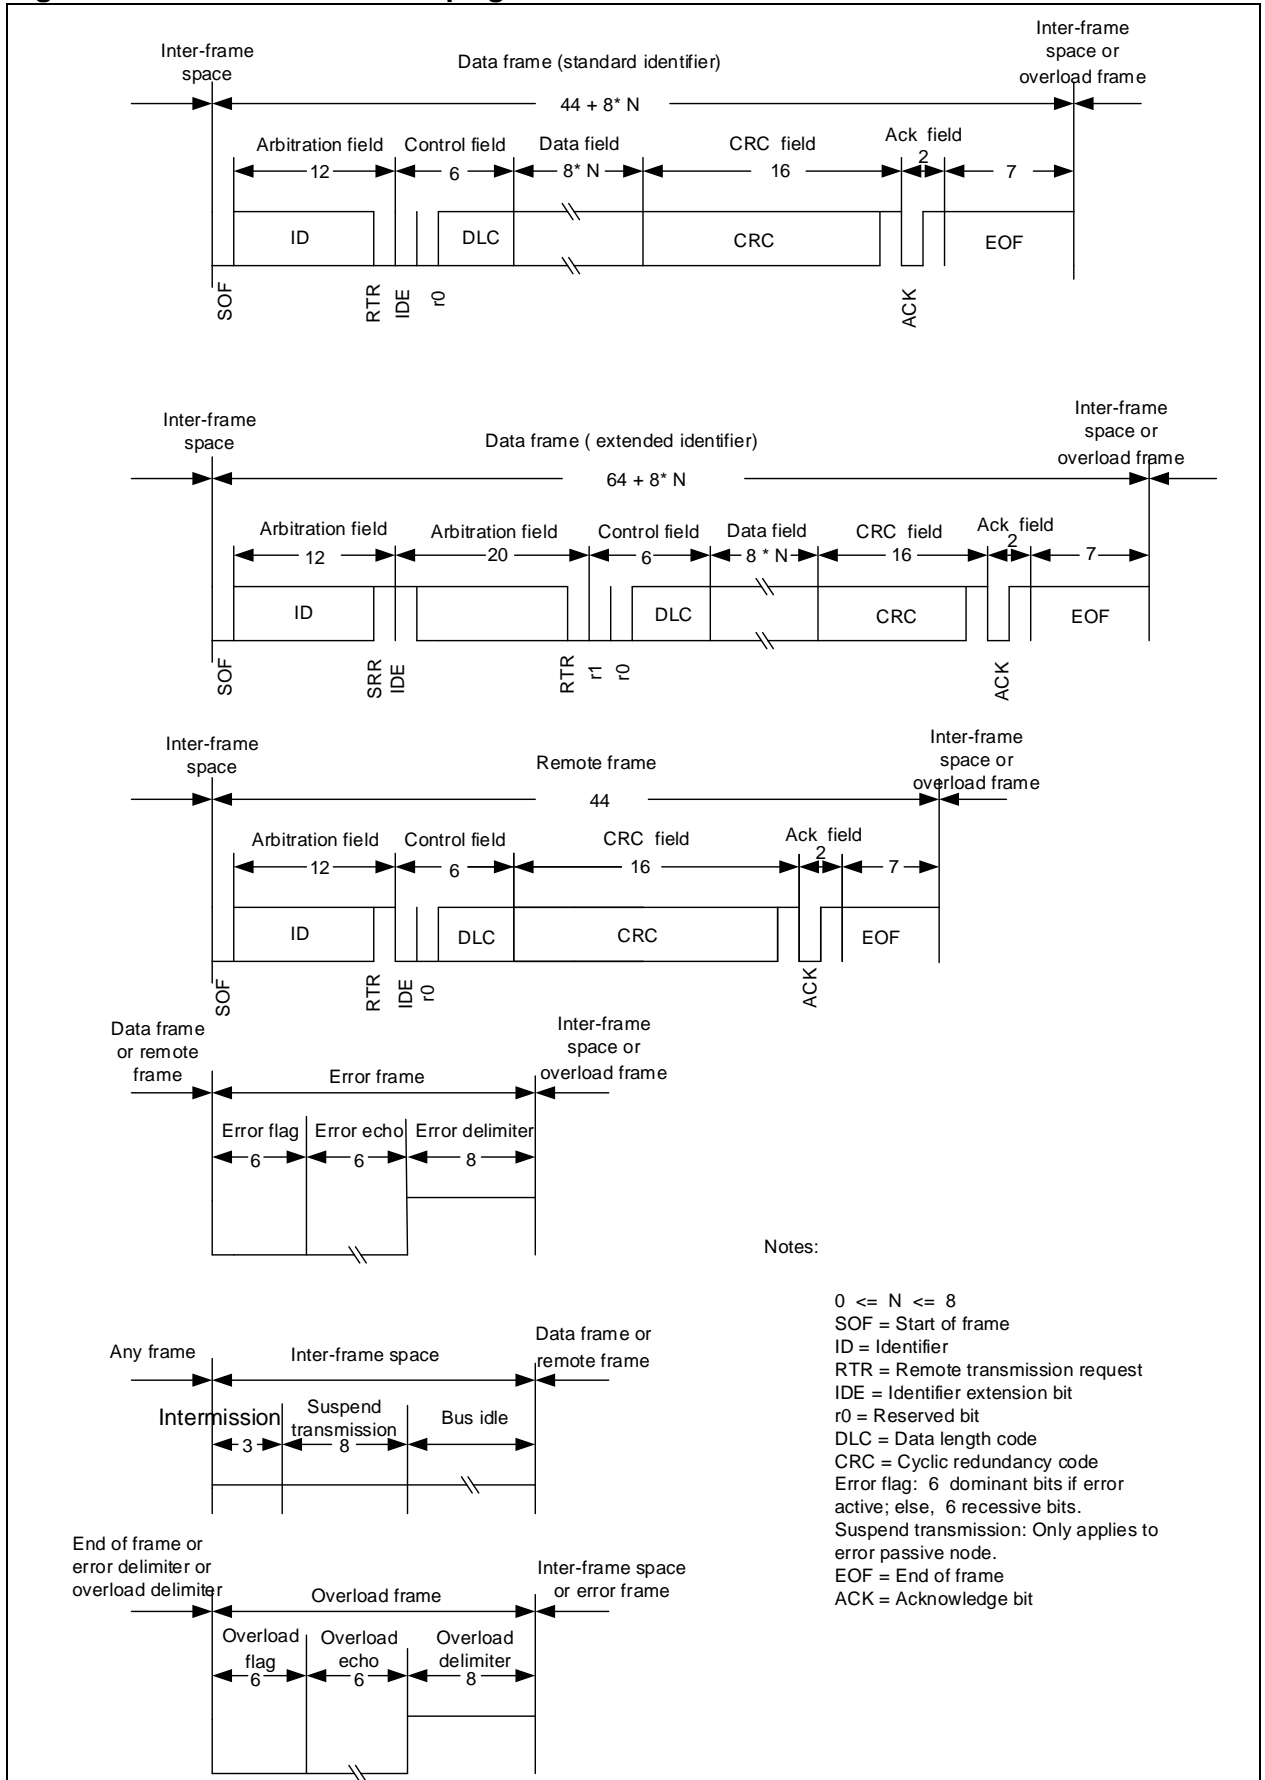 Inter-frame
space
Data frame (standard identifier)
Inter-frame
space or
overload frame
44 + 8* N
Arbitration field
Control field
Data field
CRC field
Ack field
12
6
8* N
16
2
7
ID
DLC
CRC
EOF
SOF
RTR
IDE
r0
ACK
Inter-frame
space
Data frame ( extended identifier)
Inter-frame
space or
overload frame
64 + 8* N
Arbitration field
Arbitration field
Control field
Data field
CRC field
Ack field
12
20
6
8 * N
16
2
7
ID
DLC
CRC
EOF
SOF
SRR
IDE
RTR
r1
r0
ACK
Inter-frame
space
Remote frame
Inter-frame
space or
overload frame
44
Arbitration field
Control field
CRC field
Ack field
12
6
16
2
7
ID
DLC
CRC
EOF
SOF
RTR
IDE
r0
ACK
Data frame
or remote
frame
Error frame
Inter-frame
space or
overload frame
Error flag
Error echo
Error delimiter
6
6
8
Any frame
Inter-frame space
Data frame or
remote frame
Intermission
Suspend
transmission
Bus idle
3
8
End of frame or
error delimiter or
overload delimiter
Overload frame
Inter-frame space
or error frame
Overload
flag
Overload
echo
Overload
delimiter
6
6
8
Notes:
0 <= N <= 8
SOF = Start of frame
ID = Identifier
RTR = Remote transmission request
IDE = Identifier extension bit
r0 = Reserved bit
DLC = Data length code
CRC = Cyclic redundancy code
Error flag: 6 dominant bits if error
active; else, 6 recessive bits.
Suspend transmission: Only applies to
error passive node.
EOF = End of frame
ACK = Acknowledge bit